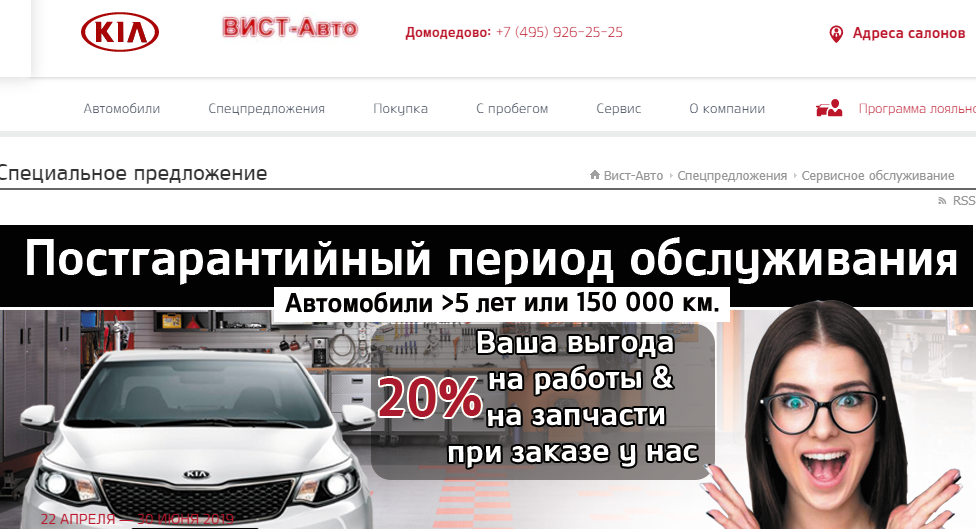 KIA
ВИСТ-Авто
Домодедово: +7 (495) 926-25-25
Адреса салонов
Автомобили Спецпредложения Покупка С пробегом Сервис О компании Программа лояльно
Специальное предложение
Вист-Авто Спецпредложения Сервисное обслуживание
RSS
Постгарантийный период обслуживания
Автомобили >5 лет или 150 000 км.
Ваша выгода
20% на работы &
на запчасти
при заказе у нас
KIA
22 АПРЕЛЯ — 30 ИЮНЯ 2019